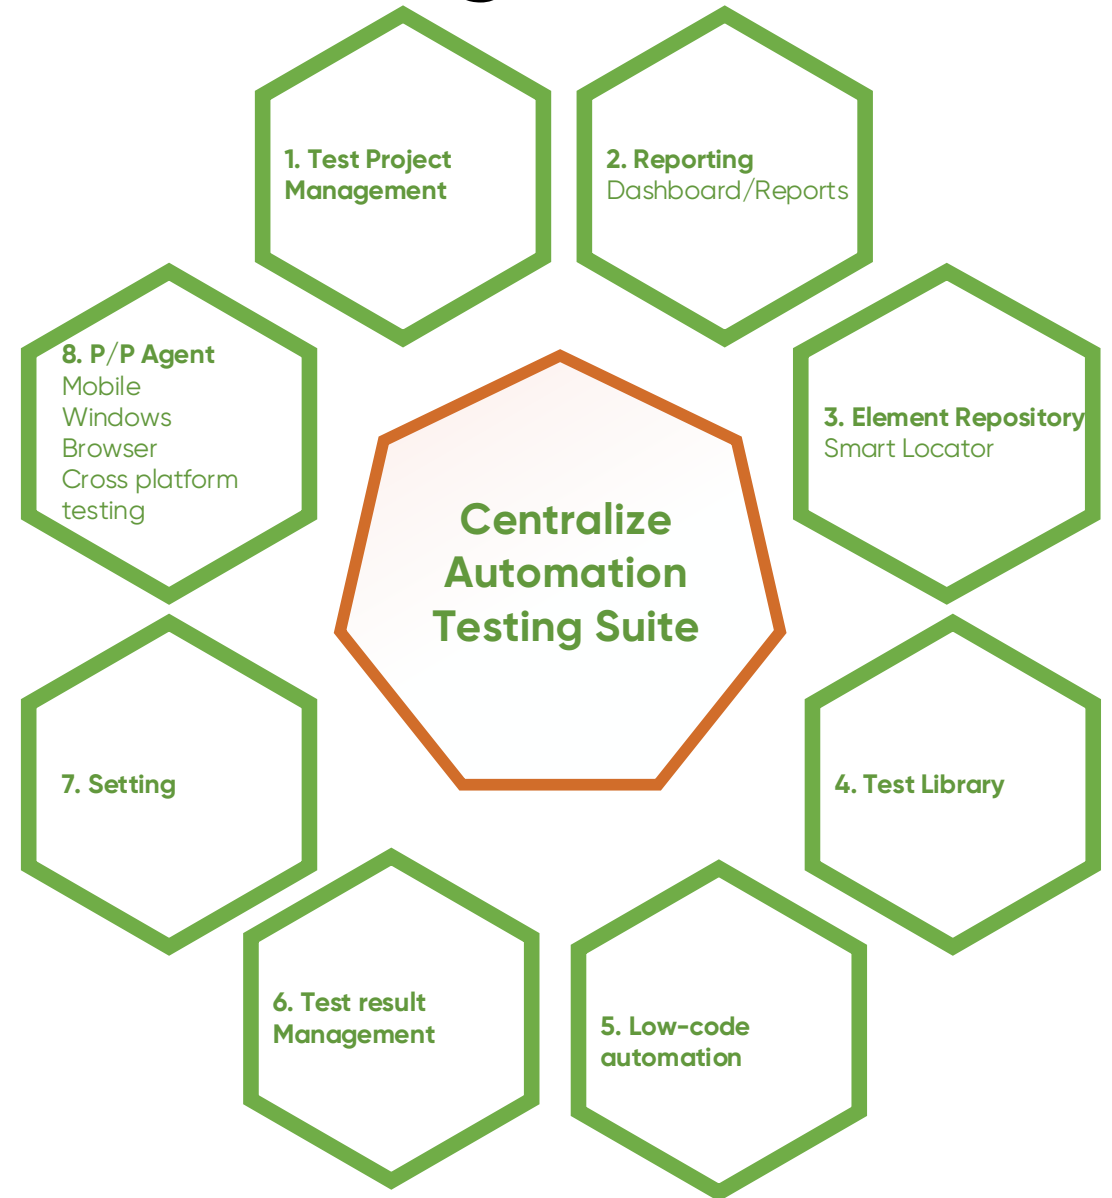 1. Test Project
Management
2. Reporting
Dashboard/Reports
8. P/P Agent
Mobile
Windows
Browser
Cross platform
testing
3. Element Repository
Smart Locator
Centralize
Automation
Testing Suite
7. Setting
4. Test Library
6. Test result
Management
5. Low-code
automation